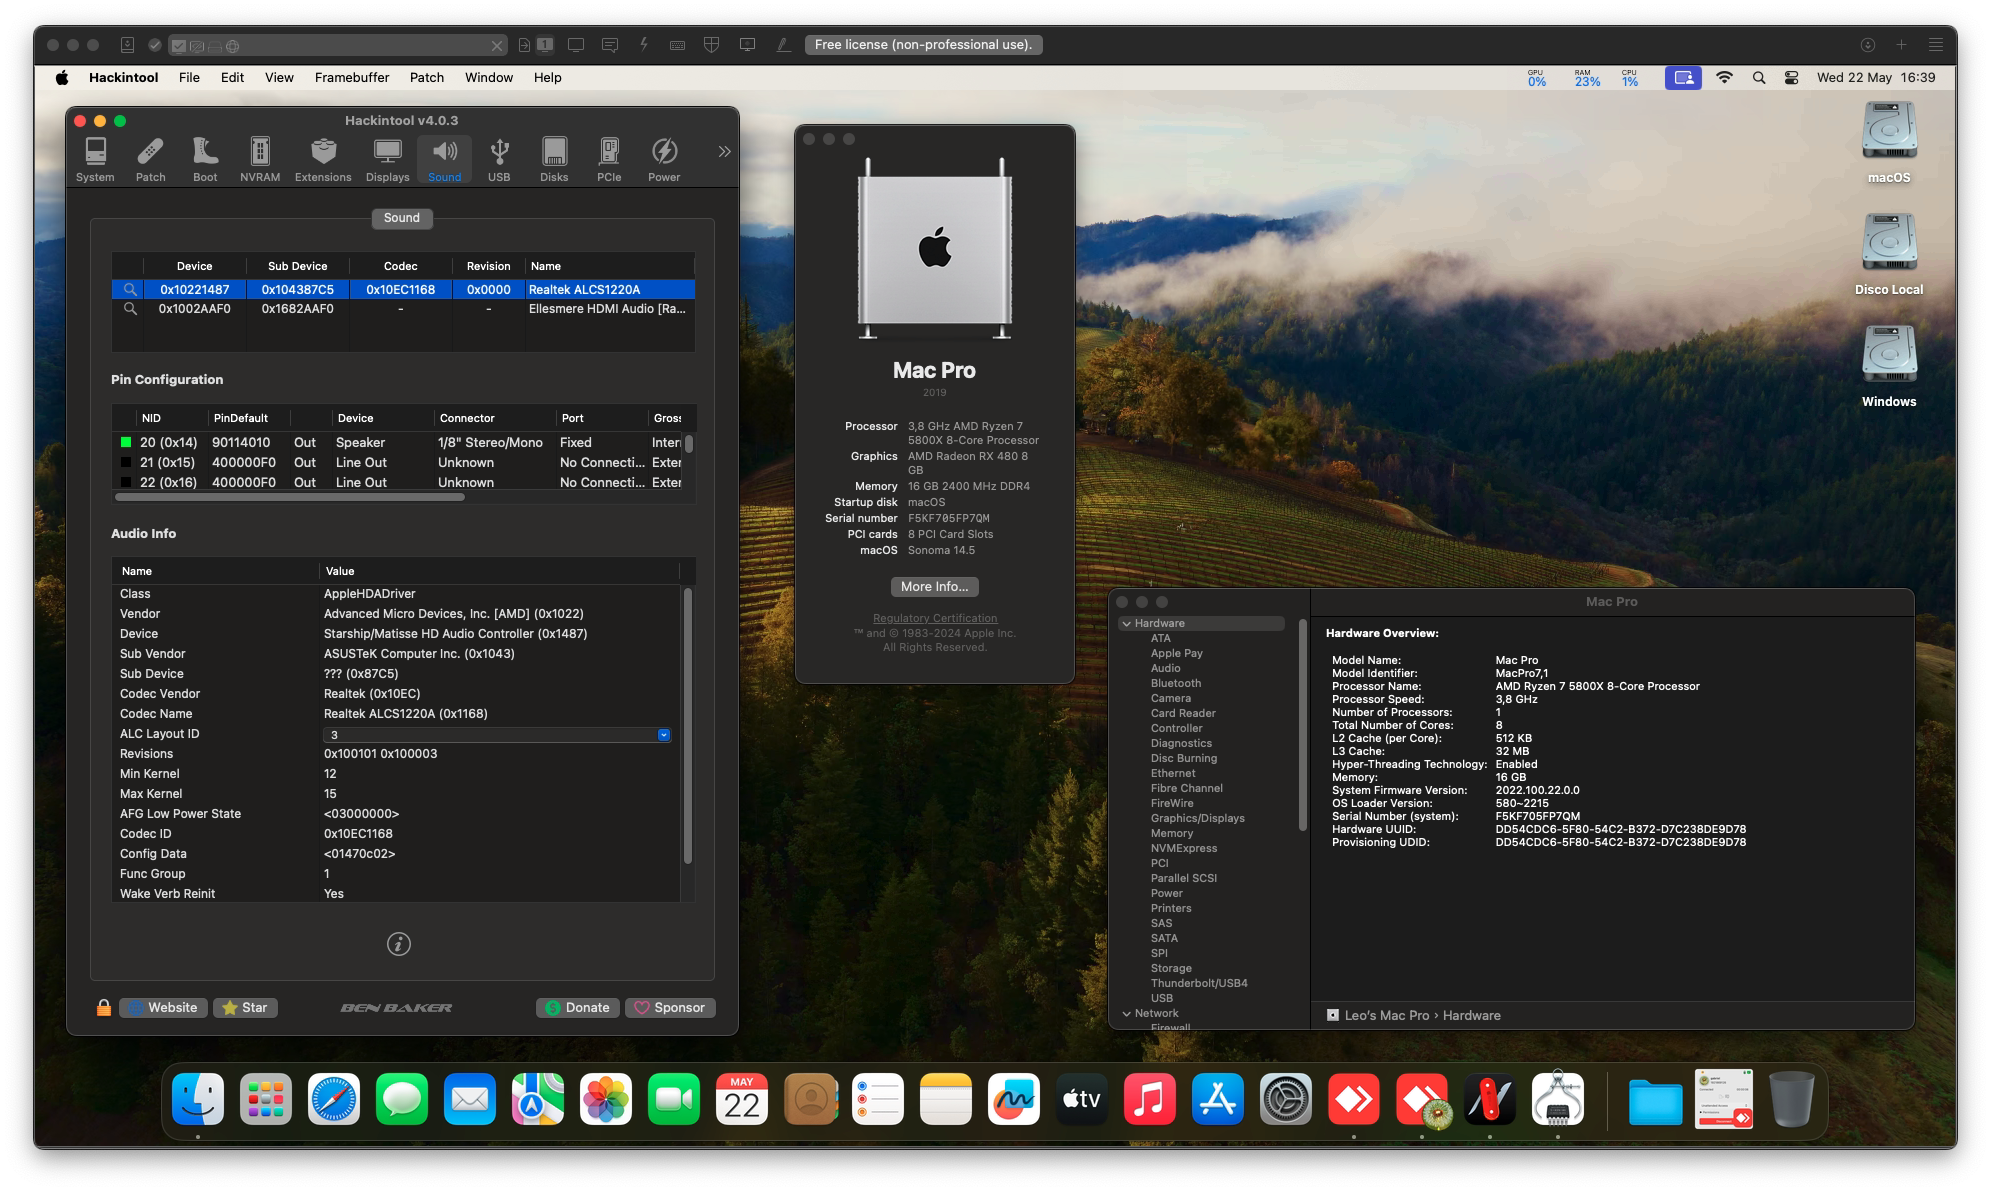 1
Free license (non-professional use).
Hackintool File Edit View Framebuffer Patch Window Help
GPU 0% RAM 23% CPU 1% Wed 22 May 16:39
Hackintool v4.0.3
System Patch Boot NVRAM Extensions Displays Sound USB Disks PCIe Power
Sound
Device Sub Device Codec Revision Name
0x10221487 0x104387C5 0x10EC1168 0x0000 Realtek ALCS1220A
0x1002AAF0 0x1682AAF0 - - Ellesmere HDMI Audio [Ra...
Pin Configuration
NID PinDefault Device Connector Port Gross
20 (0x14) 90114010 Out Speaker 1/8" Stereo/Mono Fixed Inter
21 (0x15) 400000F0 Out Line Out Unknown No Connecti... Exter
22 (0x16) 400000F0 Out Line Out Unknown No Connecti... Exter
Audio Info
Name Value
Class AppleHDADriver
Vendor Advanced Micro Devices, Inc. [AMD] (0x1022)
Device Starship/Matisse HD Audio Controller (0x1487)
Sub Vendor ASUSTeK Computer Inc. (0x1043)
Sub Device ??? (0x87C5)
Codec Vendor Realtek (0x10EC)
Codec Name Realtek ALCS1220A (0x1168)
ALC Layout ID 3
Revisions 0x100101 0x100003
Min Kernel 12
Max Kernel 15
AFG Low Power State <03000000>
Codec ID 0x10EC1168
Config Data <01470c02>
Func Group 1
Wake Verb Reinit Yes
Website Star BEN BAKER Donate Sponsor
Mac Pro
2019
Processor 3,8 GHz AMD Ryzen 7
5800X 8-Core Processor
Graphics AMD Radeon RX 480 8
GB
Memory 16 GB 2400 MHz DDR4
Startup disk macOS
Serial number F5KF705FP7QM
PCI cards 8 PCI Card Slots
macOS Sonoma 14.5
More Info...
Regulatory Certification
™ and © 1983-2024 Apple Inc.
All Rights Reserved.
macOS
Disco Local
Windows
Mac Pro
Hardware
ATA
Apple Pay
Audio
Bluetooth
Camera
Card Reader
Controller
Diagnostics
Disc Burning
Ethernet
Fibre Channel
FireWire
Graphics/Displays
Memory
NVMExpress
PCI
Parallel SCSI
Power
Printers
SAS
SATA
SPI
Storage
Thunderbolt/USB4
USB
Network
Firewall
Hardware Overview:
Model Name: Mac Pro
Model Identifier: MacPro7,1
Processor Name: AMD Ryzen 7 5800X 8-Core Processor
Processor Speed: 3,8 GHz
Number of Processors: 1
Total Number of Cores: 8
L2 Cache (per Core): 512 KB
L3 Cache: 32 MB
Hyper-Threading Technology: Enabled
Memory: 16 GB
System Firmware Version: 2022.100.22.0.0
OS Loader Version: 580~2215
Serial Number (system): F5KF705FP7QM
Hardware UUID: DD54CDC6-5F80-54C2-B372-D7C238DE9D78
Provisioning UDID: DD54CDC6-5F80-54C2-B372-D7C238DE9D78
Leo's Mac Pro › Hardware
MAY
22
tv